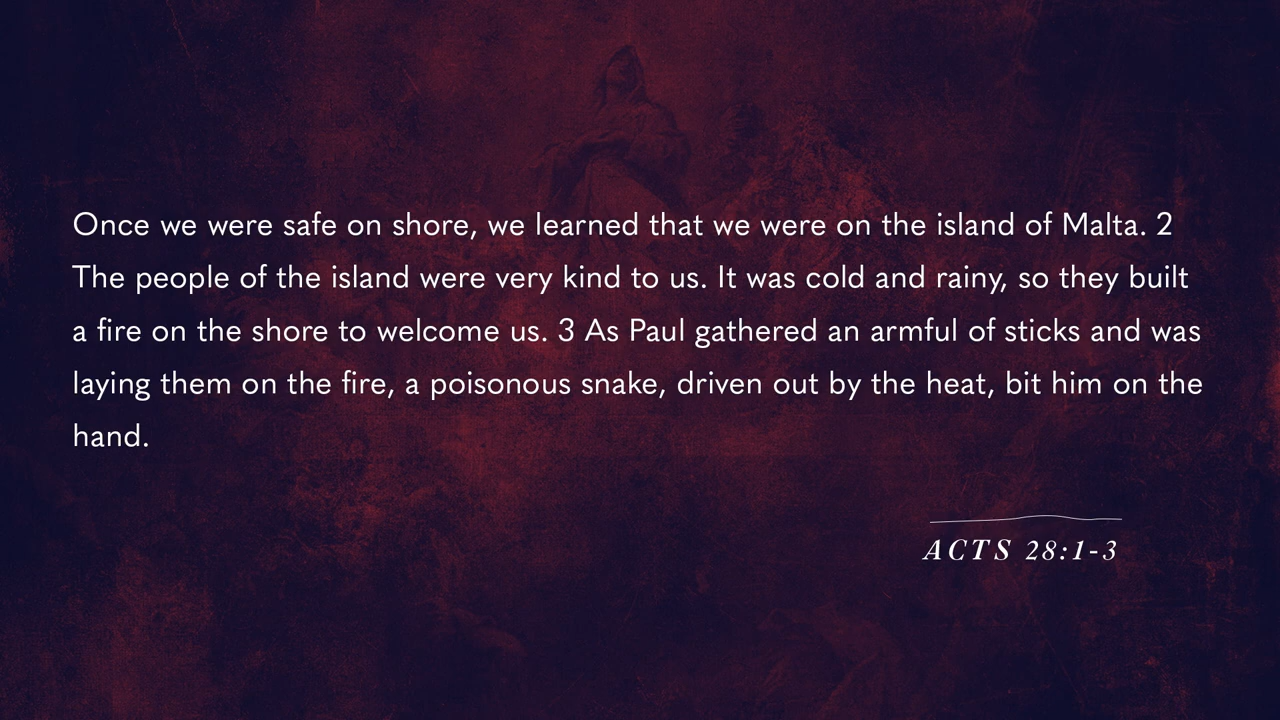 Once we were safe on shore, we learned that we were on the island of Malta. 2
The people of the island were very kind to us. It was cold and rainy, so they built
a fire on the shore to welcome us. 3 As Paul gathered an armful of sticks and was
laying them on the fire, a poisonous snake, driven out by the heat, bit him on the
hand.
ACTS 28:1-3